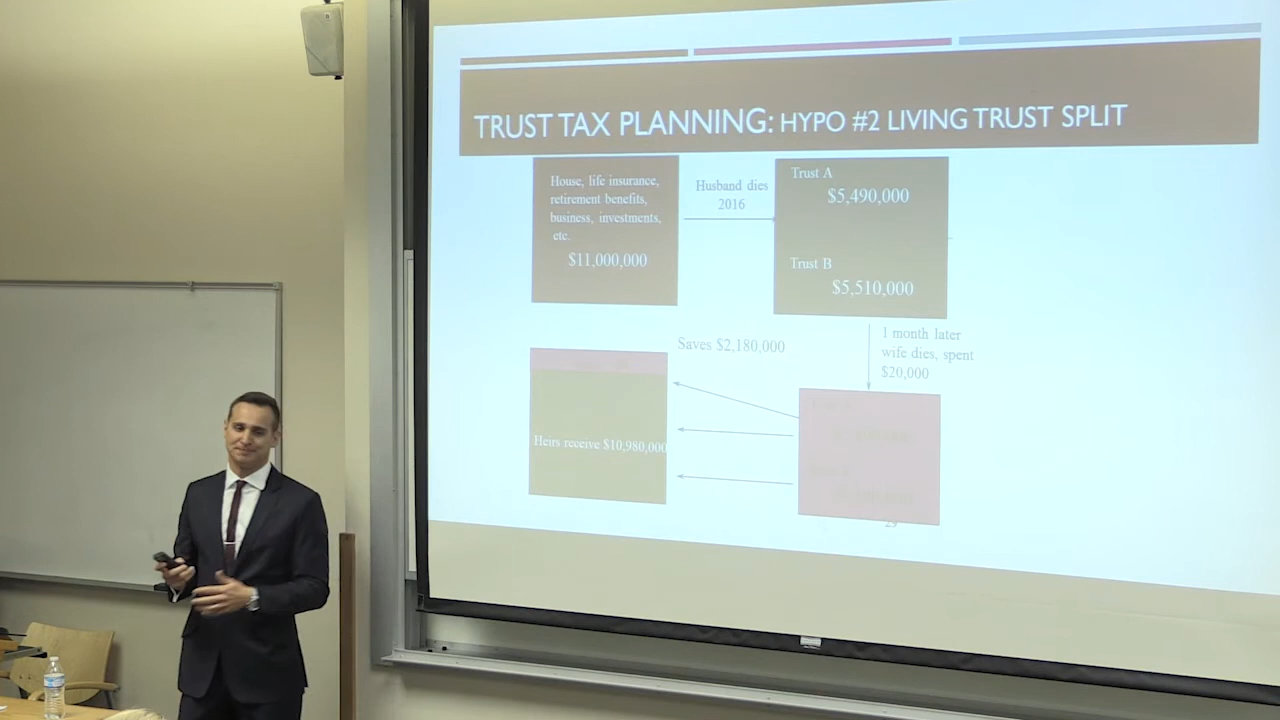 TRUST TAX PLANNING: HYPO #2 LIVING TRUST SPLIT
House, life insurance,
retirement benefits,
business, investments,
etc.
$11,000,000
Husband dies
2016
Trust A
$5,490,000
Trust B
$5,510,000
1 month later
wife dies, spent
$20,000
Saves $2,180,000
Heirs receive $10,980,000